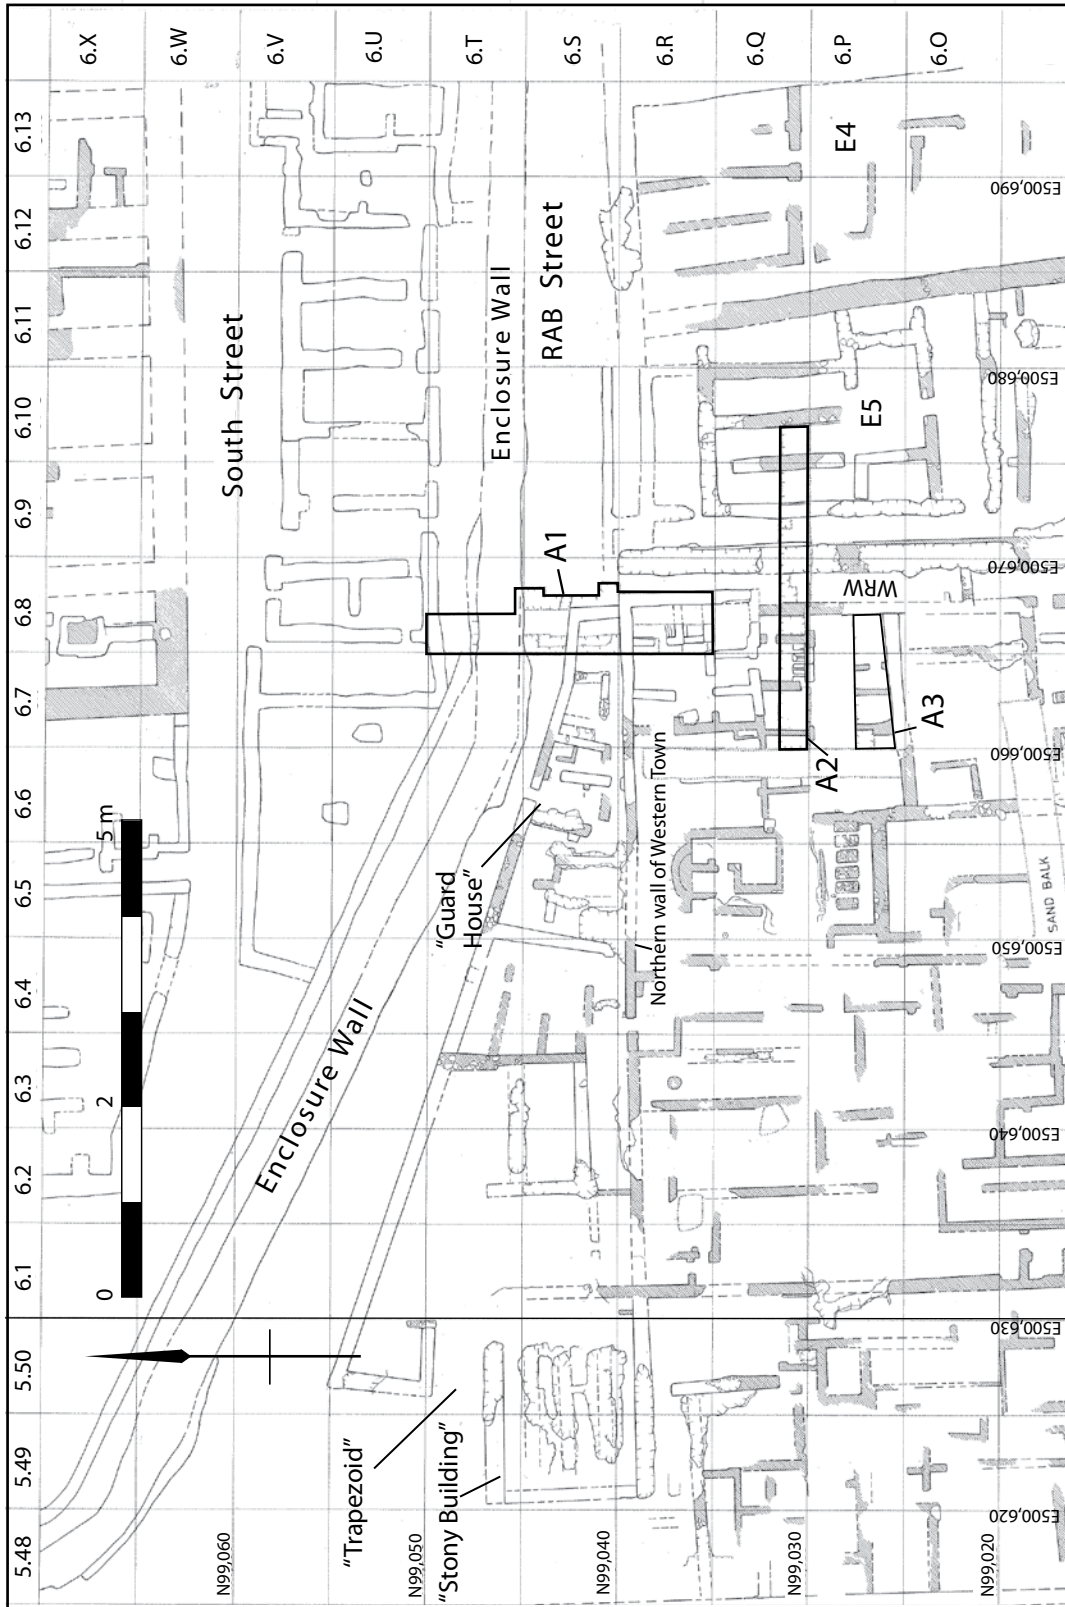 6.X
6.W
6.V
6.U
6.T
6.S
6.R
6.Q
6.P
6.O
5.48
5.49
5.50
6.1
6.2
6.3
6.4
6.5
6.6
6.7
6.8
6.9
6.10
6.11
6.12
6.13
0
2
5 m
South Street
Enclosure Wall
RAB Street
Enclosure Wall
A1
"Guard
House"
Northern wall of Western Town
"Trapezoid"
"Stony Building"
A2
A3
WRW
E5
E4
SAND BALK
N99,060
N99,050
N99,040
N99,030
N99,020
E500,620
E500,630
E500,640
E500,650
E500,660
E500,670
E500,680
E500,690